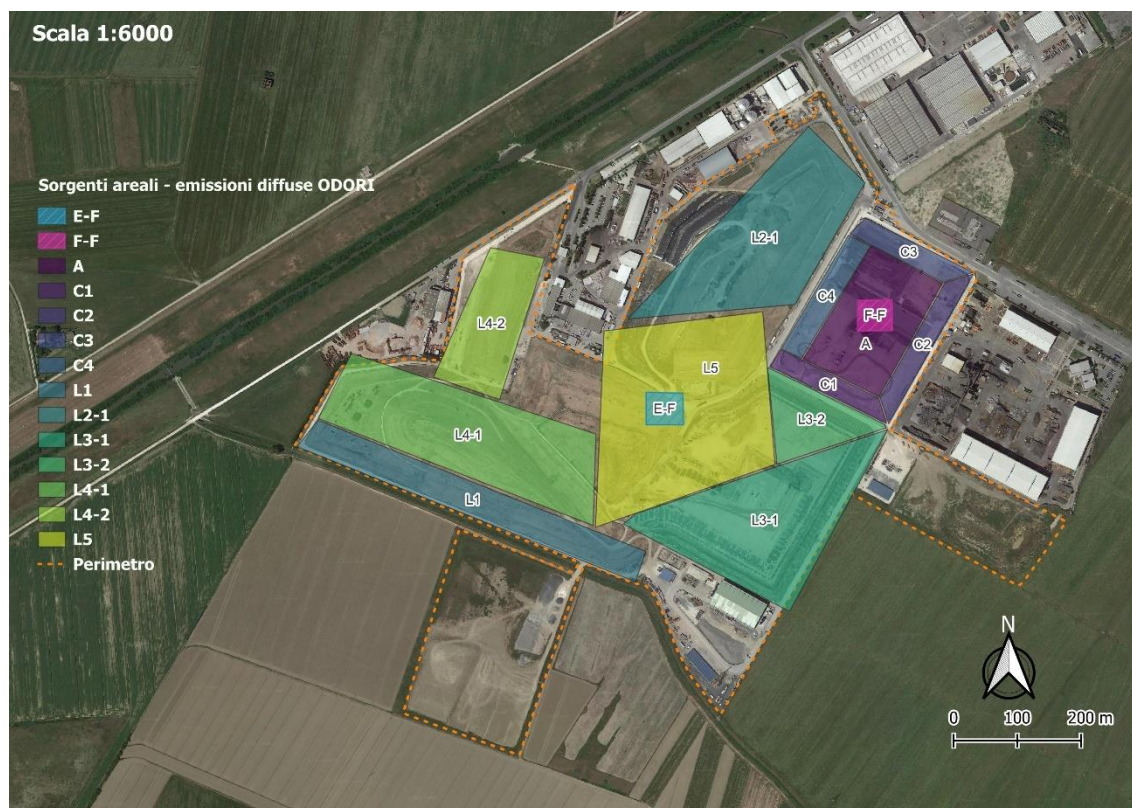 Scala 1:6000
Sorgenti areali - emissioni diffuse ODORI
E-F
F-F
A
C1
C2
C3
C4
L1
L2-1
L3-1
L3-2
L4-1
L4-2
L5
Perimetro
L2-1
C3
C4
F-F
A
C2
L4-2
L5
C1
E-F
L3-2
L4-1
L1
L3-1
N
0 100 200 m